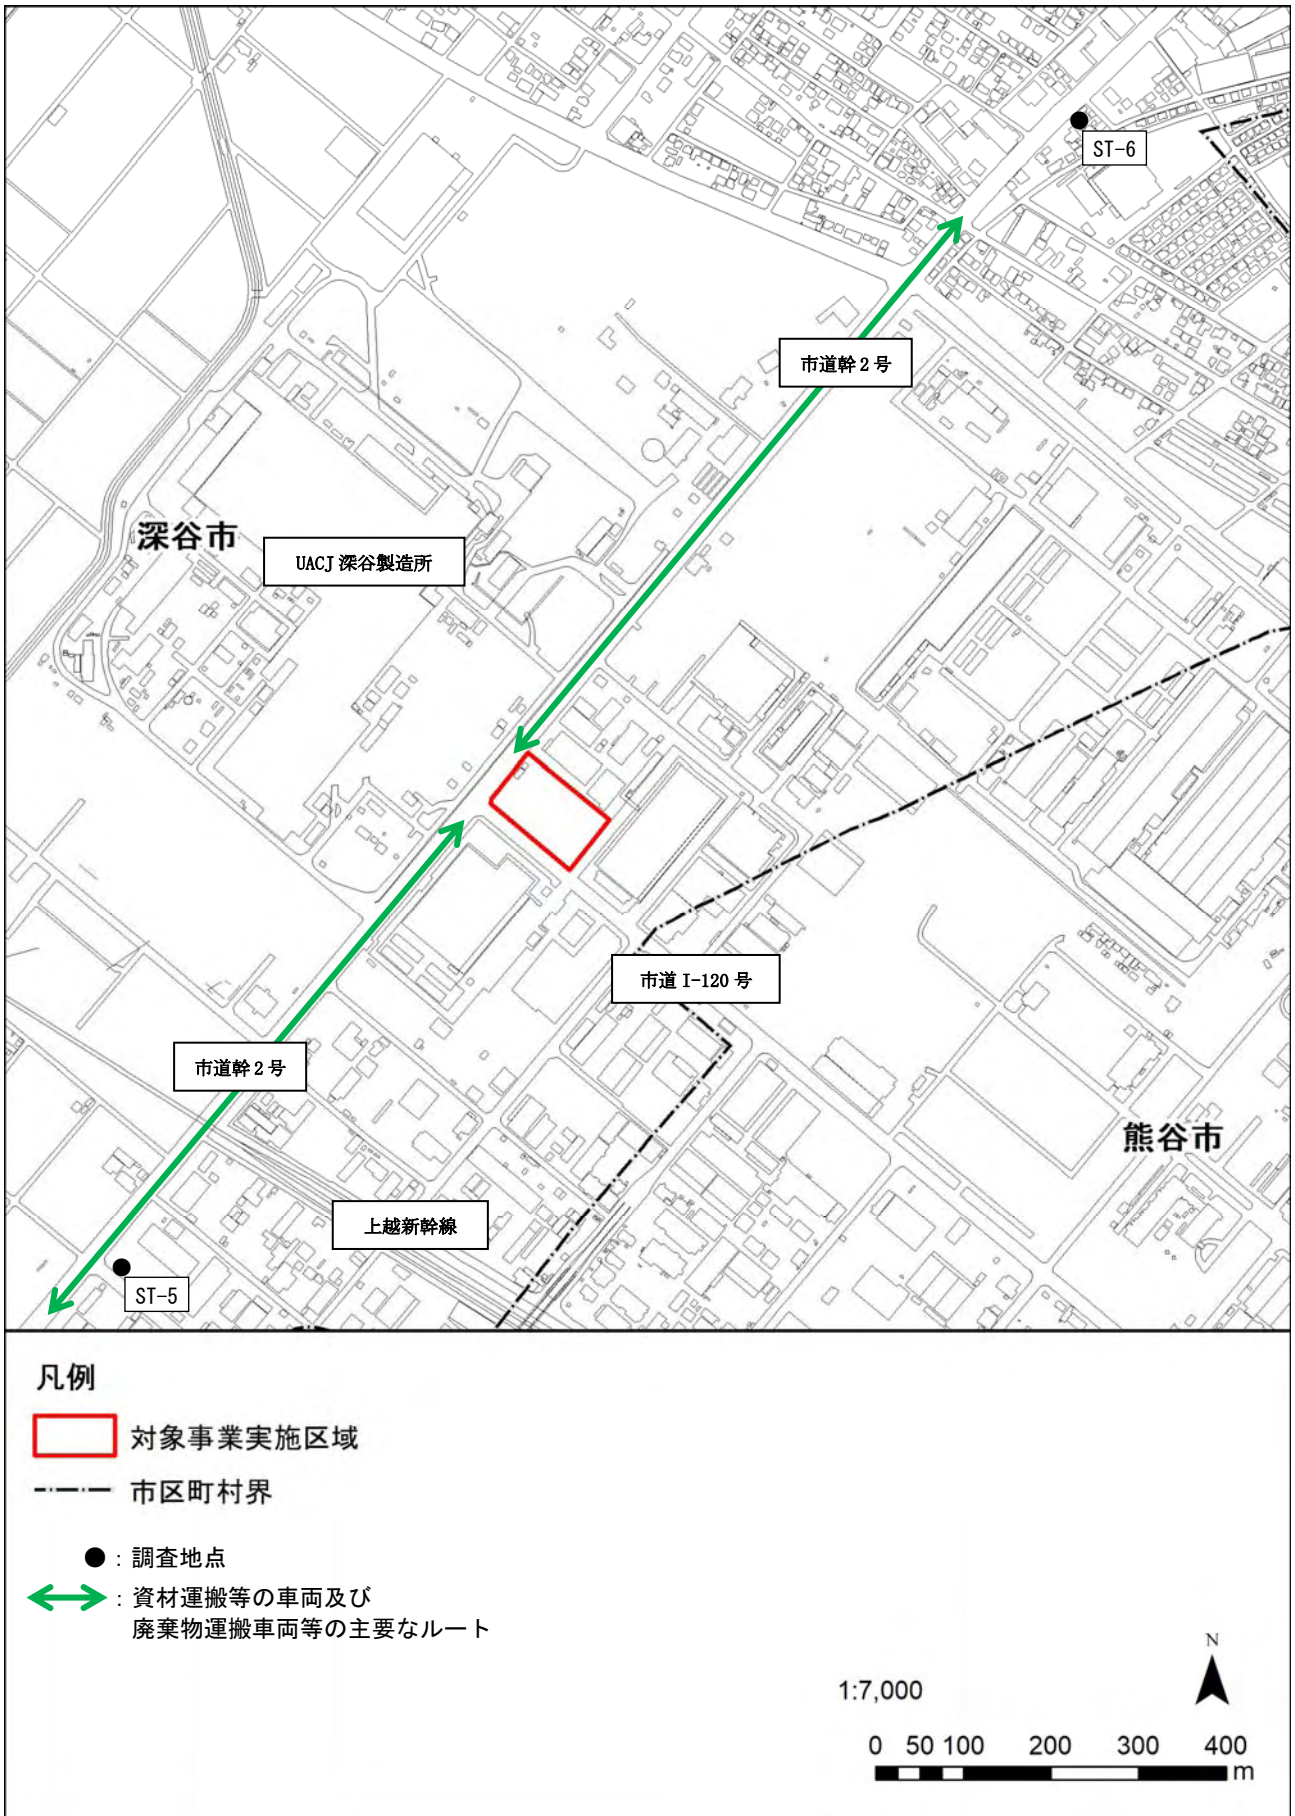 ST-6
市道幹2号
深谷市
UACJ 深谷製造所
市道 I-120 号
市道幹2号
熊谷市
上越新幹線
ST-5
凡例
対象事業実施区域
市区町村界
：調査地点
：資材運搬等の車両及び
廃棄物運搬車両等の主要なルート
N
1:7,000
0 50 100 200 300 400
m